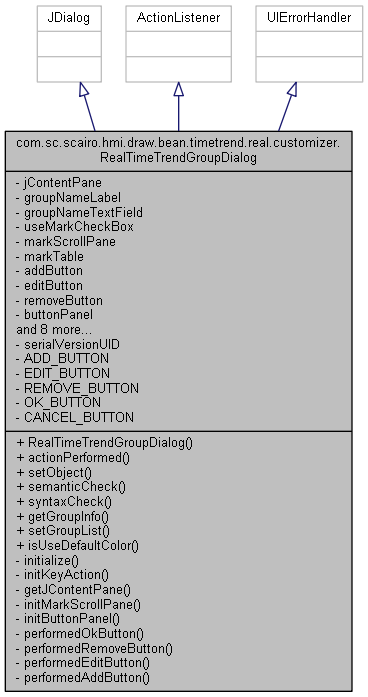 JDialog
ActionListener
UIErrorHandler
com.sc.scairo.hmi.draw.bean.timetrend.real.customizer.
RealTimeTrendGroupDialog
- jContentPane
- groupNameLabel
- groupNameTextField
- useMarkCheckBox
- markScrollPane
- markTable
- addButton
- editButton
- removeButton
- buttonPanel
and 8 more...
- serialVersionUID
- ADD_BUTTON
- EDIT_BUTTON
- REMOVE_BUTTON
- OK_BUTTON
- CANCEL_BUTTON
+ RealTimeTrendGroupDialog()
+ actionPerformed()
+ setObject()
+ semanticCheck()
+ syntaxCheck()
+ getGroupInfo()
+ setGroupList()
+ isUseDefaultColor()
- initialize()
- initKeyAction()
- getJContentPane()
- initMarkScrollPane()
- initButtonPanel()
- performedOkButton()
- performedRemoveButton()
- performedEditButton()
- performedAddButton()